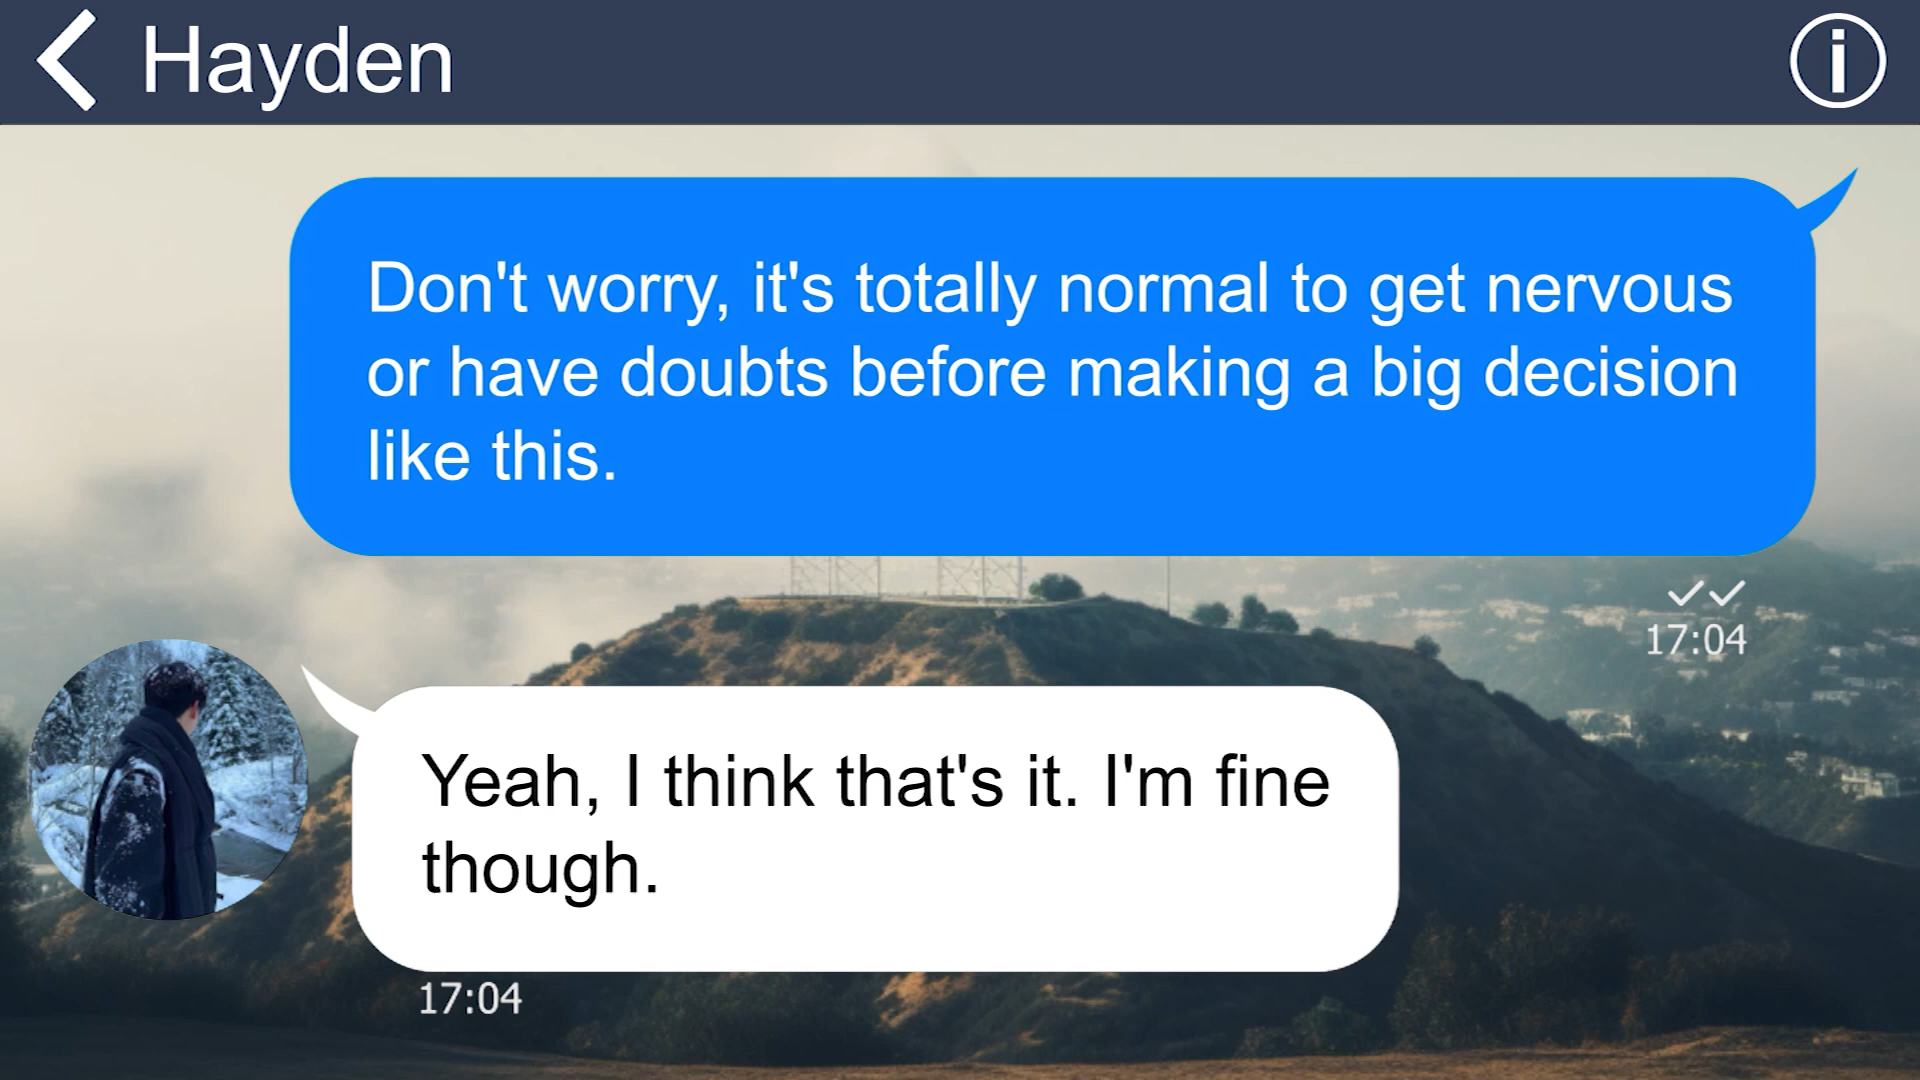 Hayden
Don't worry, it's totally normal to get nervous
or have doubts before making a big decision
like this.
17:04
Yeah, I think that's it. I'm fine
though.
17:04